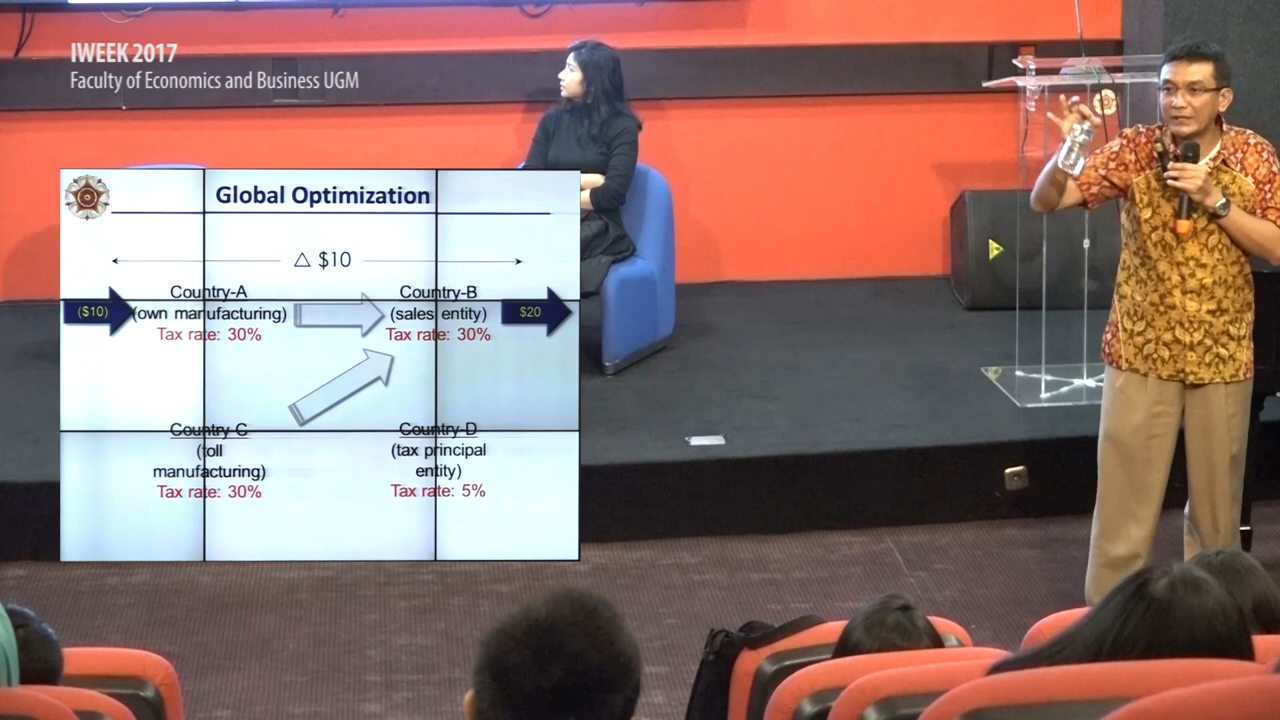 IWEEK 2017
Faculty of Economics and Business UGM
Global Optimization
△ $10
($10)
Country-A
(own manufacturing)
Tax rate: 30%
Country-B
(sales entity)
Tax rate: 30%
$20
Country-C
(toll
manufacturing)
Tax rate: 30%
Country-D
(tax principal
entity)
Tax rate: 5%